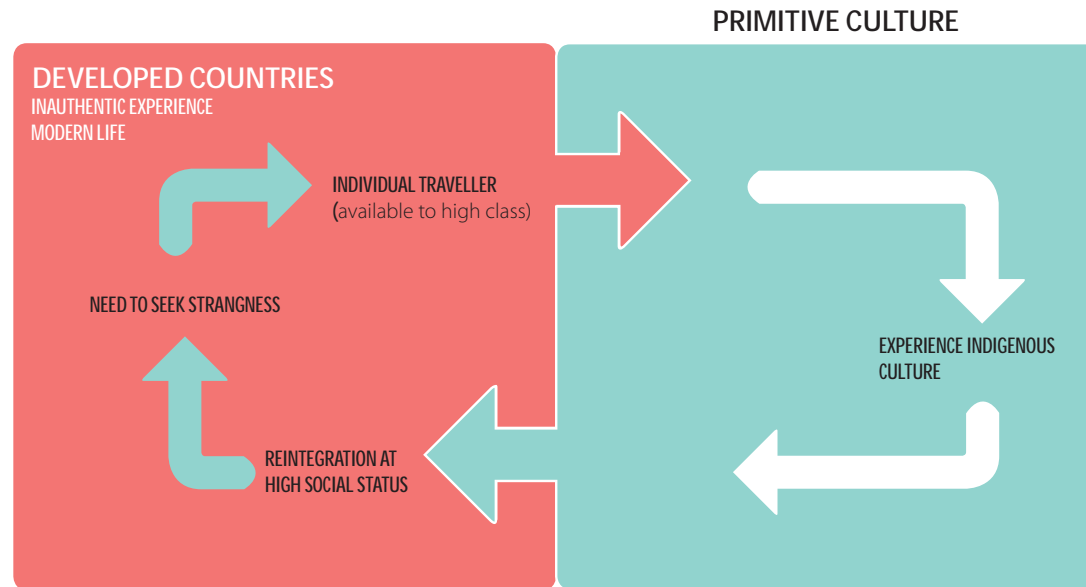 PRIMITIVE CULTURE
DEVELOPED COUNTRIES
INAUTHENTIC EXPERIENCE
MODERN LIFE
INDIVIDUAL TRAVELLER
(available to high class)
NEED TO SEEK STRANGNESS
EXPERIENCE INDIGENOUS
CULTURE
REINTEGRATION AT
HIGH SOCIAL STATUS